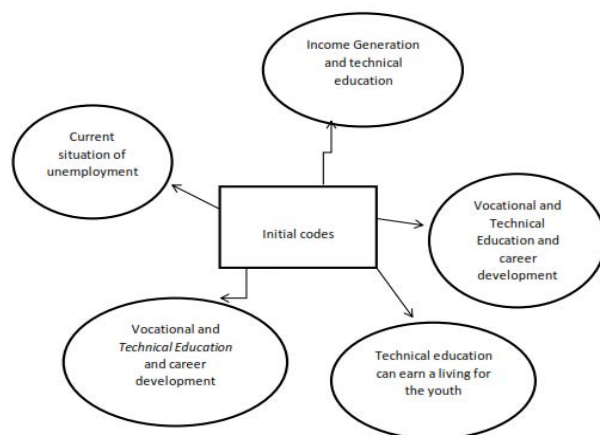 Income Generation
and technical
education
Current
situation of
unemployment
Initial codes
Vocational and
Technical
Education and
career
development
Vocational and
Technical Education
and career
development
Technical education
can earn a living for
the youth